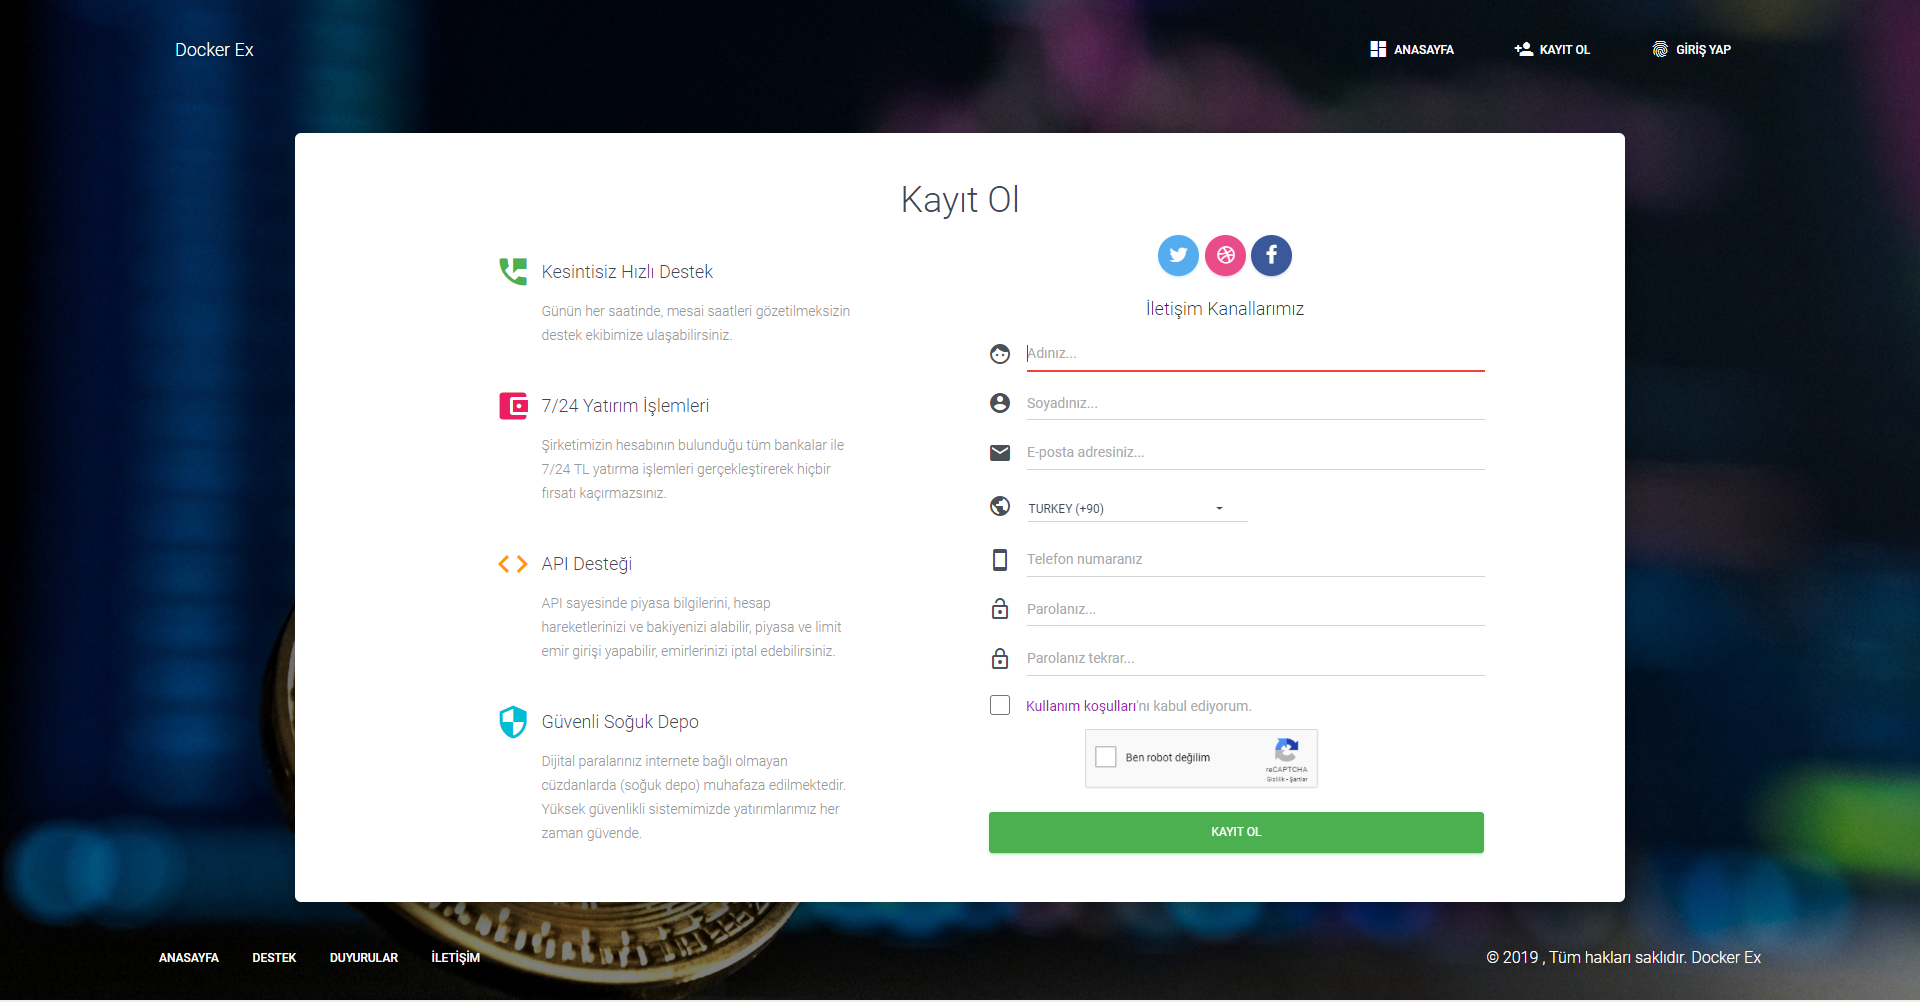 Docker Ex
ANASAYFA
KAYIT OL
GİRİŞ YAP
Kayıt Ol
Kesintisiz Hızlı Destek
Günün her saatinde, mesai saatleri gözetilmeksizin
destek ekibimize ulaşabilirsiniz.
7/24 Yatırım İşlemleri
Şirketimizin hesabının bulunduğu tüm bankalar ile
7/24 TL yatırma işlemleri gerçekleştirerek hiçbir
fırsatı kaçırmazsınız.
API Desteği
API sayesinde piyasa bilgilerini, hesap
hareketlerinizi ve bakiyenizi alabilir, piyasa ve limit
emir girişi yapabilir, emirlerinizi iptal edebilirsiniz.
Güvenli Soğuk Depo
Dijital paralarınız internete bağlı olmayan
cüzdanlarda (soğuk depo) muhafaza edilmektedir.
Yüksek güvenlikli sistemimizde yatırımlarımız her
zaman güvende.
İletişim Kanallarımız
Adınız...
Soyadınız...
E-posta adresiniz...
TURKEY (+90)
Telefon numaranız
Parolanız...
Parolanız tekrar...
Kullanım koşulları'nı kabul ediyorum.
Ben robot değilim
reCAPTCHA
Gizlilik - Şartlar
KAYIT OL
ANASAYFA
DESTEK
DUYURULAR
İLETİŞİM
© 2019 , Tüm hakları saklıdır. Docker Ex